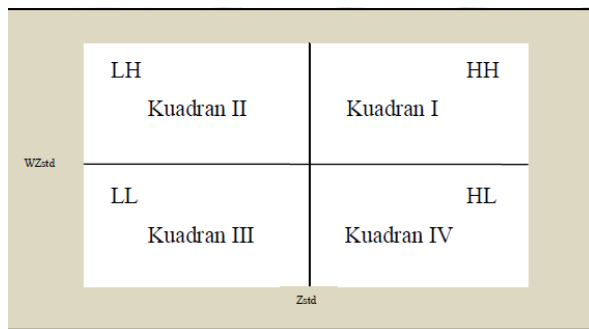 LH HH
Kuadran II Kuadran I
WZstd
LL HL
Kuadran III Kuadran IV
Zstd